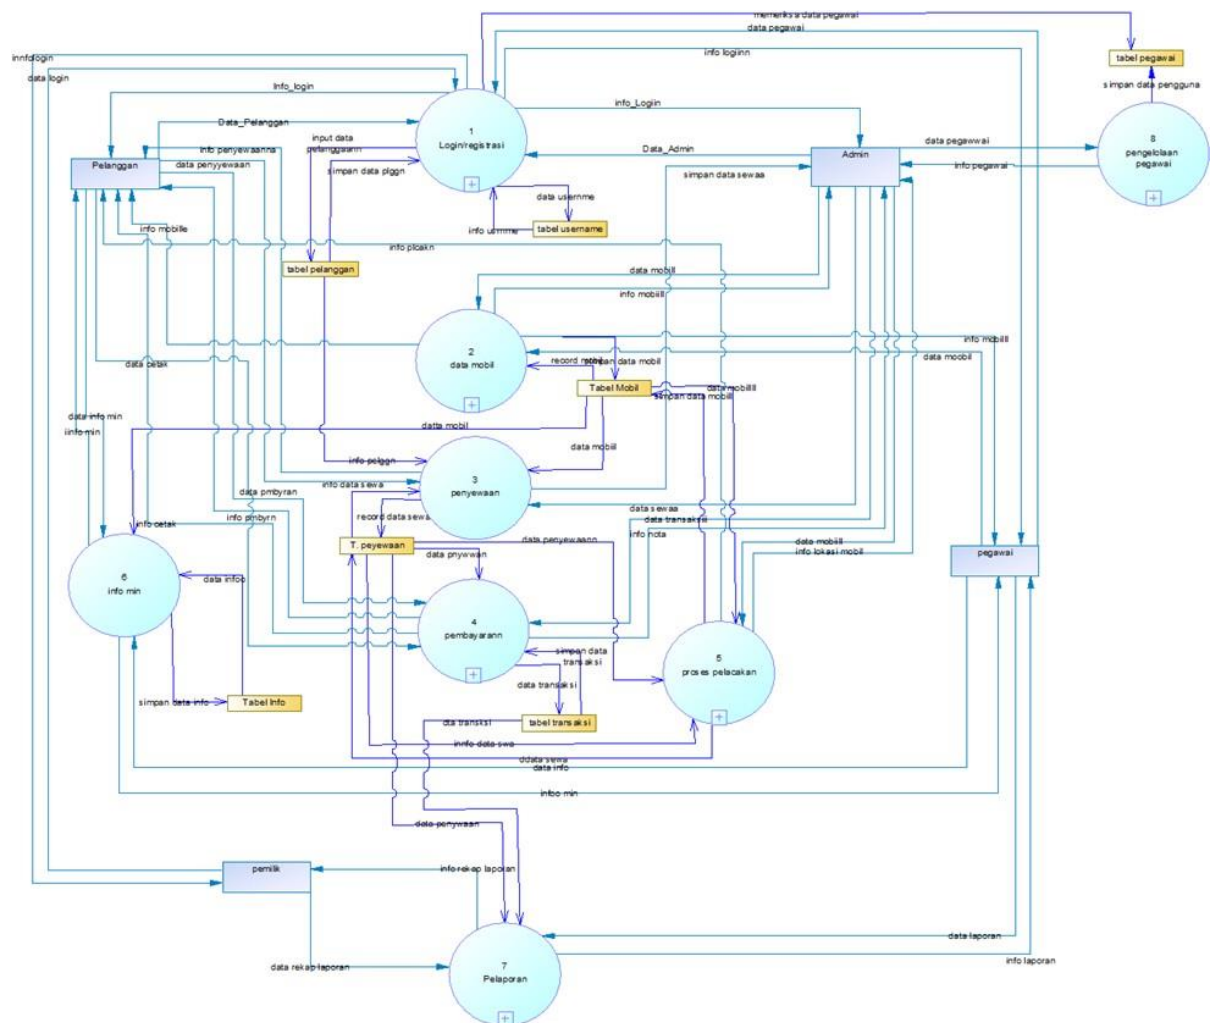 memeriksa data pegawai
data pegawai
innfologin
info logiinn
tabel pegawai
data login
simpan data pengguna
Info_login
info_Logiin
Data_Pelanggan
input data
pelanggaann
1
Login/registrasi
8
pengelolaan
pegawai
data pegawwai
info penyewaanna
Pelanggan
data penyyewaan
simpan data plggn
Data_Admin
Admin
info pegawai
simpan data sewaa
data usernme
info usrnme
tabel username
info mobille
info plcakn
tabel pelanggan
data mobill
info mobiill
2
data mobil
info mobilll
data moobil
record mobil
simpan data mobil
data cetak
Tabel Mobil
data mobillll
simpan data mobill
data info min
iinfo min
datta mobil
data mobiil
info pelggn
3
penyewaan
info data sewa
data pmbyran
data sewaa
info pmbyrn
info cetak
data transaksiii
record data sewa
info nota
T. peyewaan
data penyewaann
data mobiill
info lokasi mobil
data pnywwan
pegawai
6
info min
data infoo
4
pembayarann
simpan data
transaksi
5
proses pelacakan
data transaksi
simpan data info
Tabel Info
dta transksi
tabel transaksi
innfo data swa
ddata sewa
data info
infoo min
data penywaan
pemilik
info rekap laporan
data laporan
info laporan
7
Pelaporan
data rekap laporan